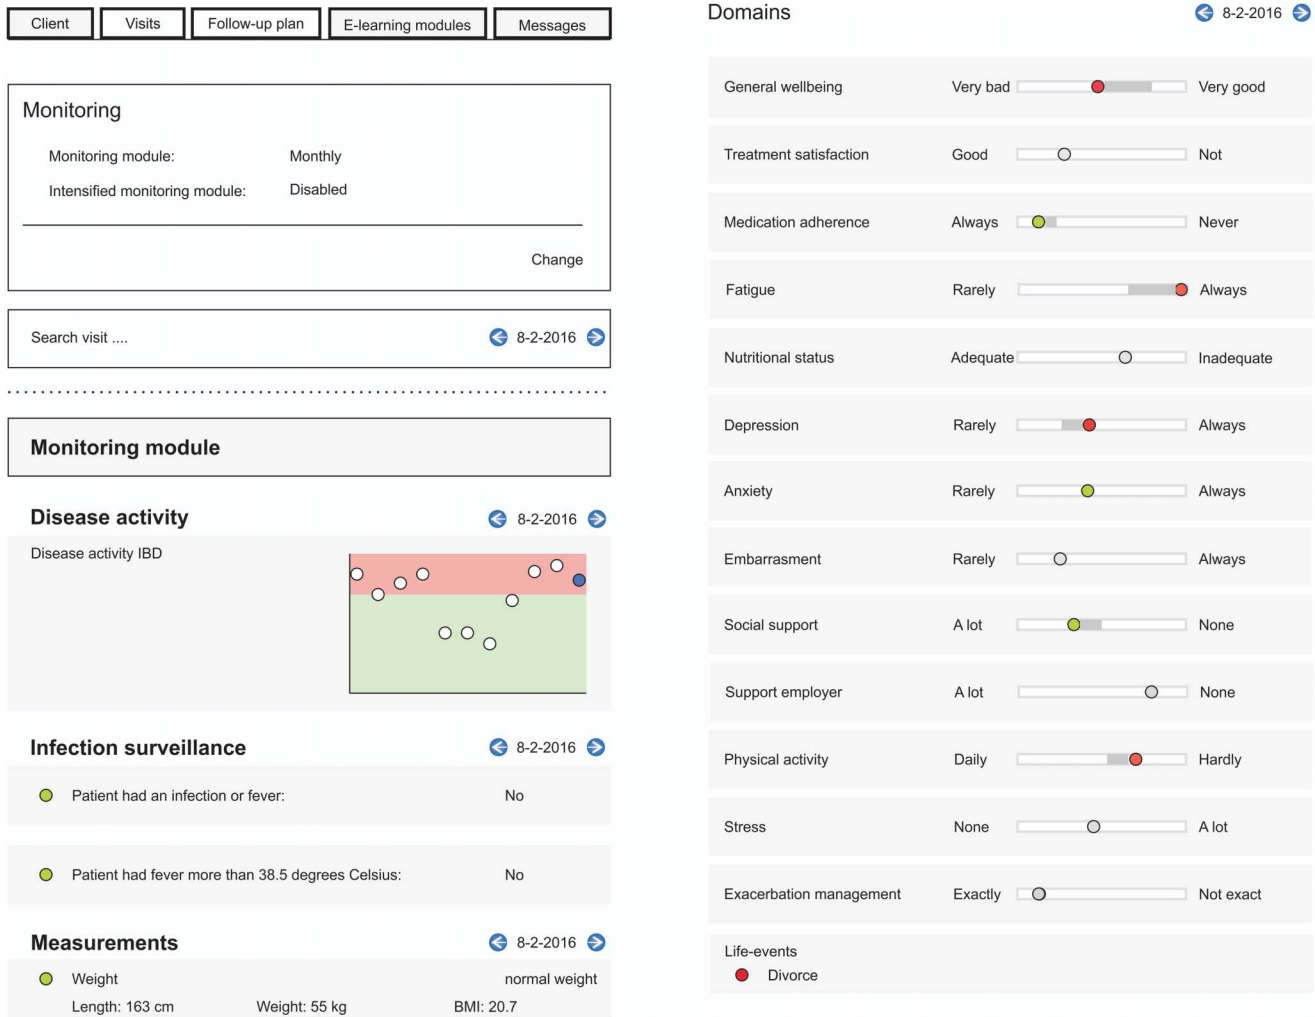 Client Visits Follow-up plan E-learning modules Messages
Monitoring
Monitoring module: Monthly
Intensified monitoring module: Disabled
Change
Search visit .... 8-2-2016
Monitoring module
Disease activity 8-2-2016
Disease activity IBD
Infection surveillance 8-2-2016
Patient had an infection or fever: No
Patient had fever more than 38.5 degrees Celsius: No
Measurements 8-2-2016
Weight normal weight
Length: 163 cm Weight: 55 kg BMI: 20.7
Domains 8-2-2016
General wellbeing Very bad Very good
Treatment satisfaction Good Not
Medication adherence Always Never
Fatigue Rarely Always
Nutritional status Adequate Inadequate
Depression Rarely Always
Anxiety Rarely Always
Embarrasment Rarely Always
Social support A lot None
Support employer A lot None
Physical activity Daily Hardly
Stress None A lot
Exacerbation management Exactly Not exact
Life-events
Divorce